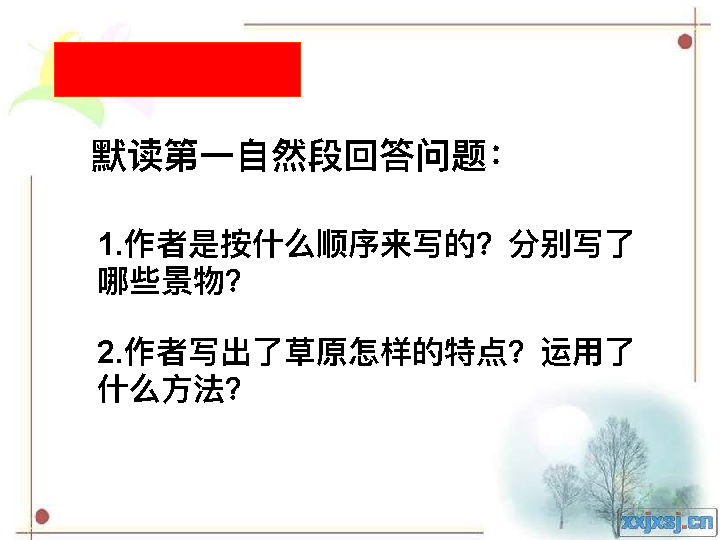 默读第一自然段回答问题：
1.作者是按什么顺序来写的？分别写了
哪些景物？
2.作者写出了草原怎样的特点？运用了
什么方法？
xxjxsj.cn